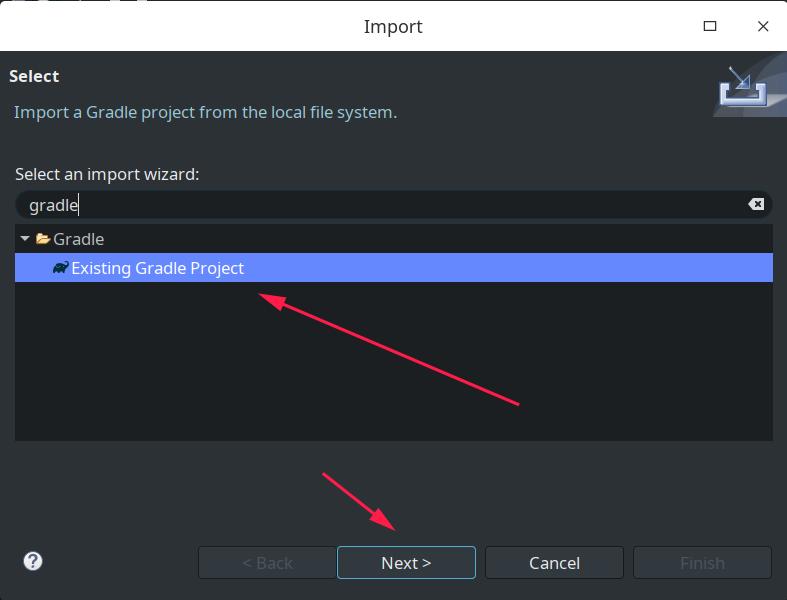 Import
Select
Import a Gradle project from the local file system.
Select an import wizard:
gradle
Gradle
Existing Gradle Project
< Back
Next >
Cancel
Finish